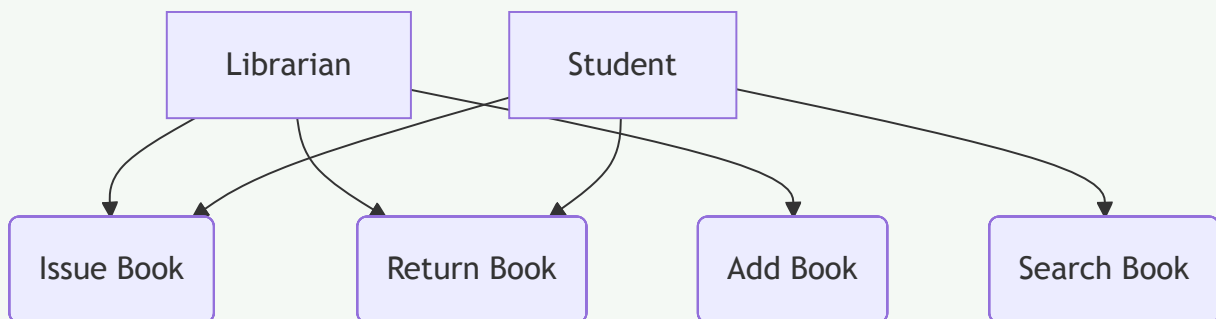 Librarian
Student
Issue Book
Return Book
Add Book
Search Book